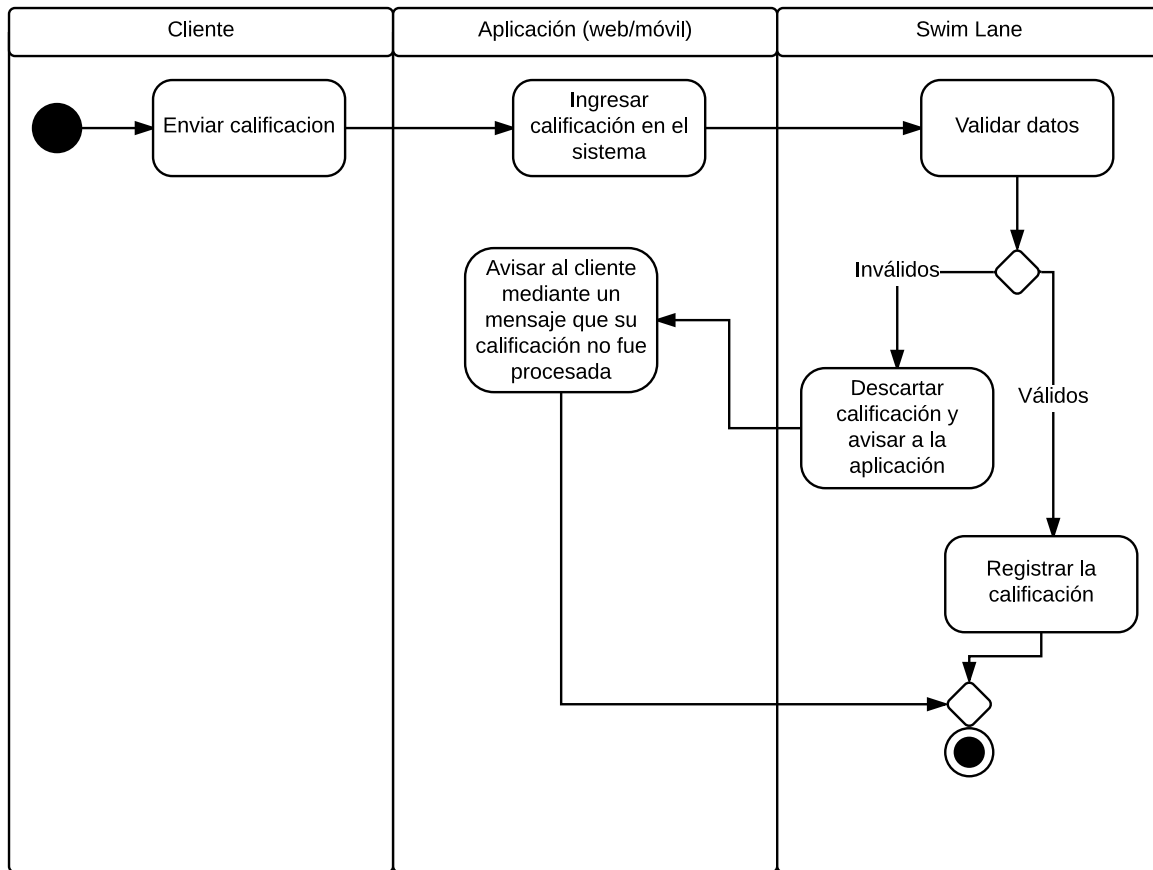 Cliente
Aplicación (web/móvil)
Swim Lane
Enviar calificacion
Ingresar
calificación en el
sistema
Validar datos
Avisar al cliente
mediante un
mensaje que su
calificación no fue
procesada
Inválidos
Descartar
calificación y
avisar a la
aplicación
Válidos
Registrar la
calificación